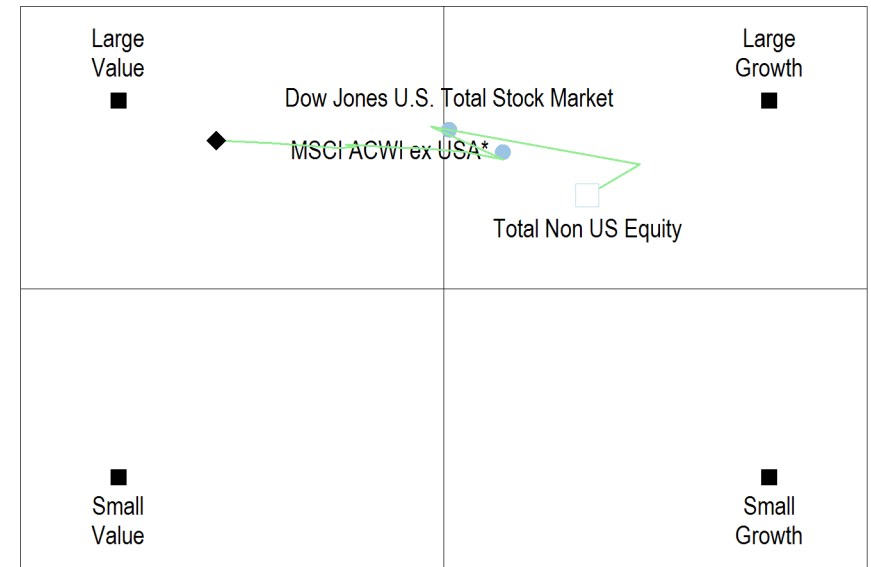 Large
Value
Large
Growth
Dow Jones U.S. Total Stock Market
MSCI ACWI ex USA*
Total Non US Equity
Small
Value
Small
Growth